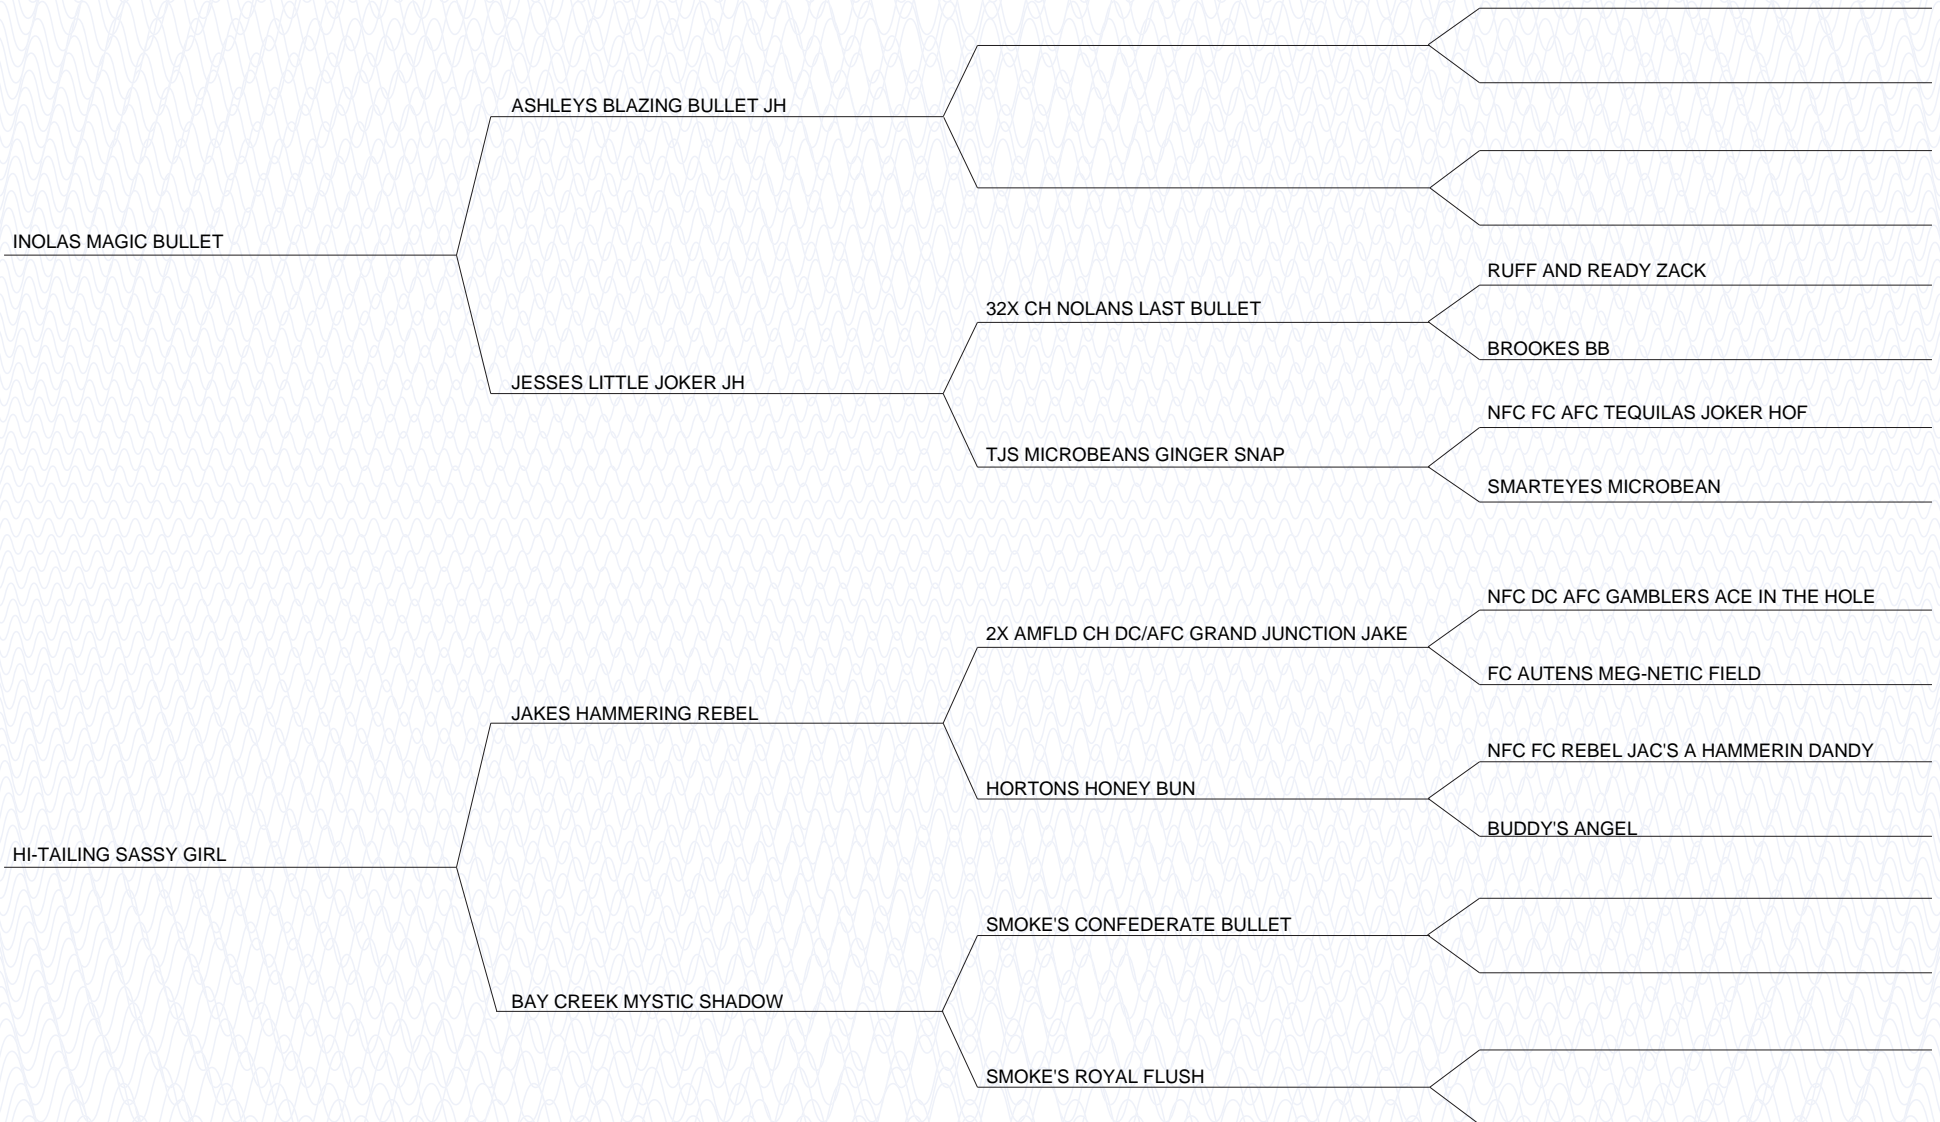 ASHLEYS BLAZING BULLET JH
INOLAS MAGIC BULLET
RUFF AND READY ZACK
32X CH NOLANS LAST BULLET
BROOKES BB
JESSES LITTLE JOKER JH
NFC FC AFC TEQUILAS JOKER HOF
TJS MICROBEANS GINGER SNAP
SMARTEYES MICROBEAN
NFC DC AFC GAMBLERS ACE IN THE HOLE
2X AMFLD CH DC/AFC GRAND JUNCTION JAKE
FC AUTENS MEG-NETIC FIELD
JAKES HAMMERING REBEL
NFC FC REBEL JAC'S A HAMMERIN DANDY
HORTONS HONEY BUN
BUDDY'S ANGEL
HI-TAILING SASSY GIRL
SMOKE'S CONFEDERATE BULLET
BAY CREEK MYSTIC SHADOW
SMOKE'S ROYAL FLUSH